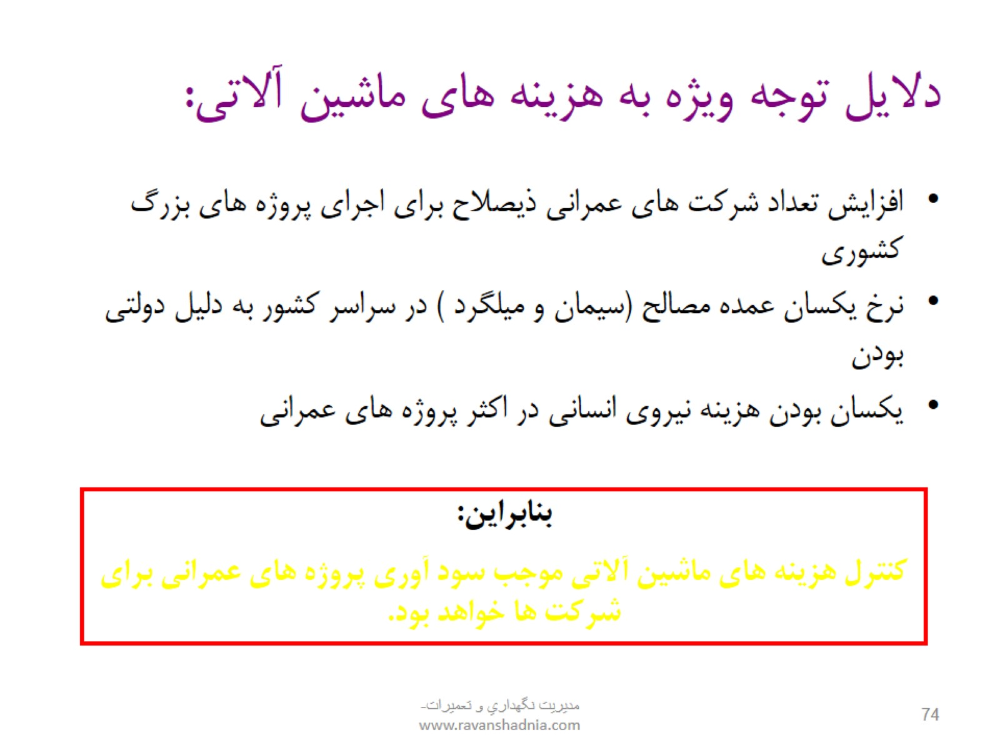 دلایل توجه ویژه به هزینه های ماشین آلاتی:
• افزایش تعداد شرکت های عمرانی ذیصلاح برای اجرای پروژه های بزرگ
کشوری
• نرخ یکسان عمده مصالح (سیمان و میلگرد ) در سراسر کشور به دلیل دولتی
بودن
• یکسان بودن هزینه نیروی انسانی در اکثر پروژه های عمرانی
بنابراین:
کنترل هزینه های ماشین آلاتی موجب سود آوری پروژه های عمرانی برای
شرکت ها خواهد بود.
مديريت نگهداري و تعميرات-
www.ravanshadnia.com
74